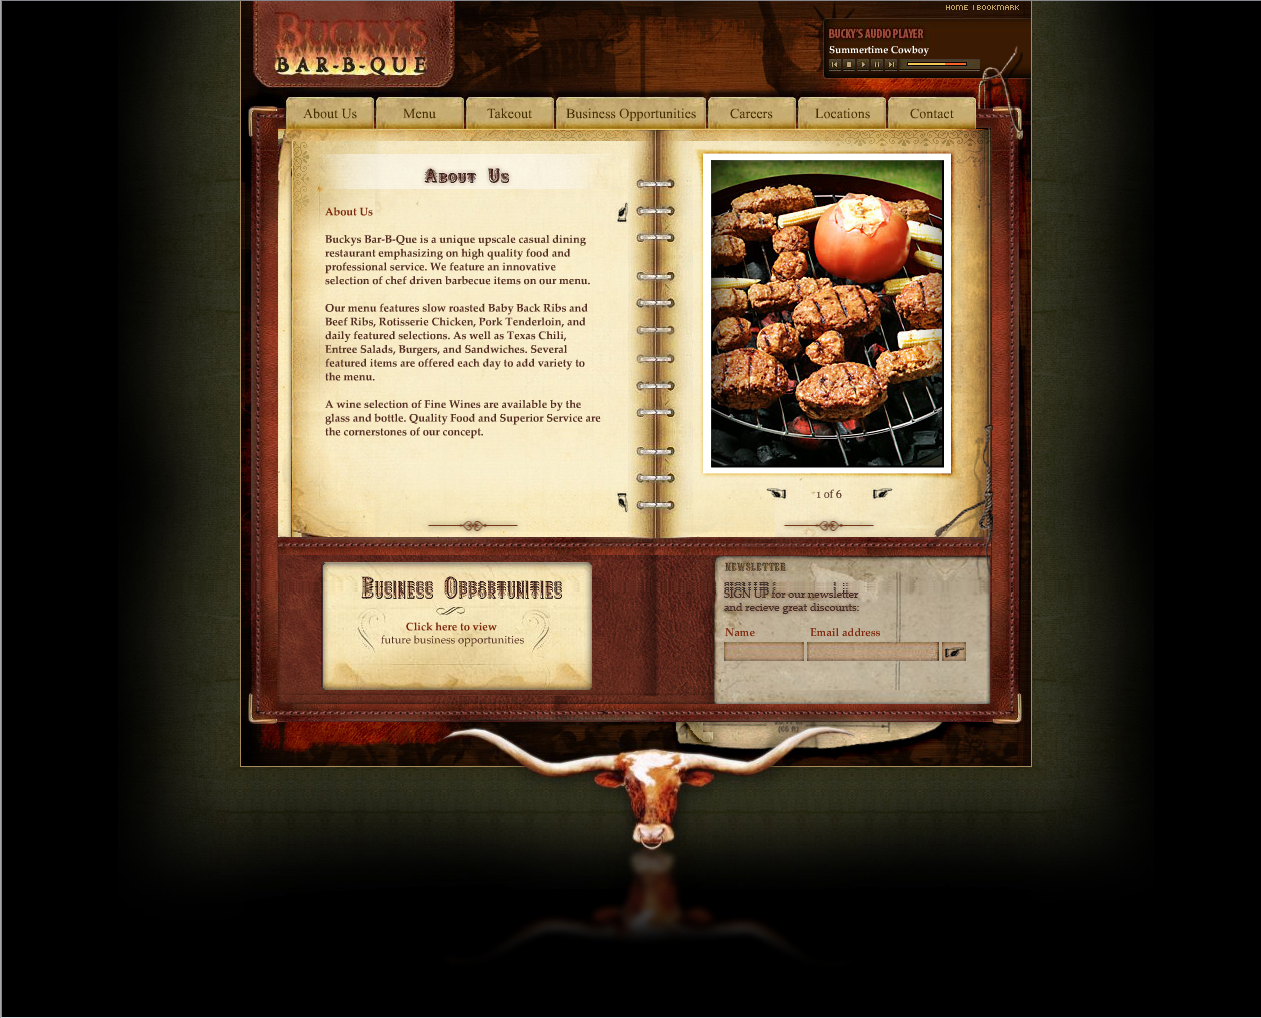 HOME | BOOKMARK
BUCKY'S
BAR-B-QUE
BUCKY'S AUDIO PLAYER
Summertime Cowboy
About Us
Menu
Takeout
Business Opportunities
Careers
Locations
Contact
About Us
About Us
Buckys Bar-B-Que is a unique upscale casual dining
restaurant emphasizing on high quality food and
professional service. We feature an innovative
selection of chef driven barbecue items on our menu.
Our menu features slow roasted Baby Back Ribs and
Beef Ribs, Rotisserie Chicken, Pork Tenderloin, and
daily featured selections. As well as Texas Chili,
Entree Salads, Burgers, and Sandwiches. Several
featured items are offered each day to add variety to
the menu.
A wine selection of Fine Wines are available by the
glass and bottle. Quality Food and Superior Service are
the cornerstones of our concept.
1 of 6
Business Opportunities
Click here to view
future business opportunities
NEWSLETTER
SIGN UP for our newsletter
and recieve great discounts:
Name
Email address